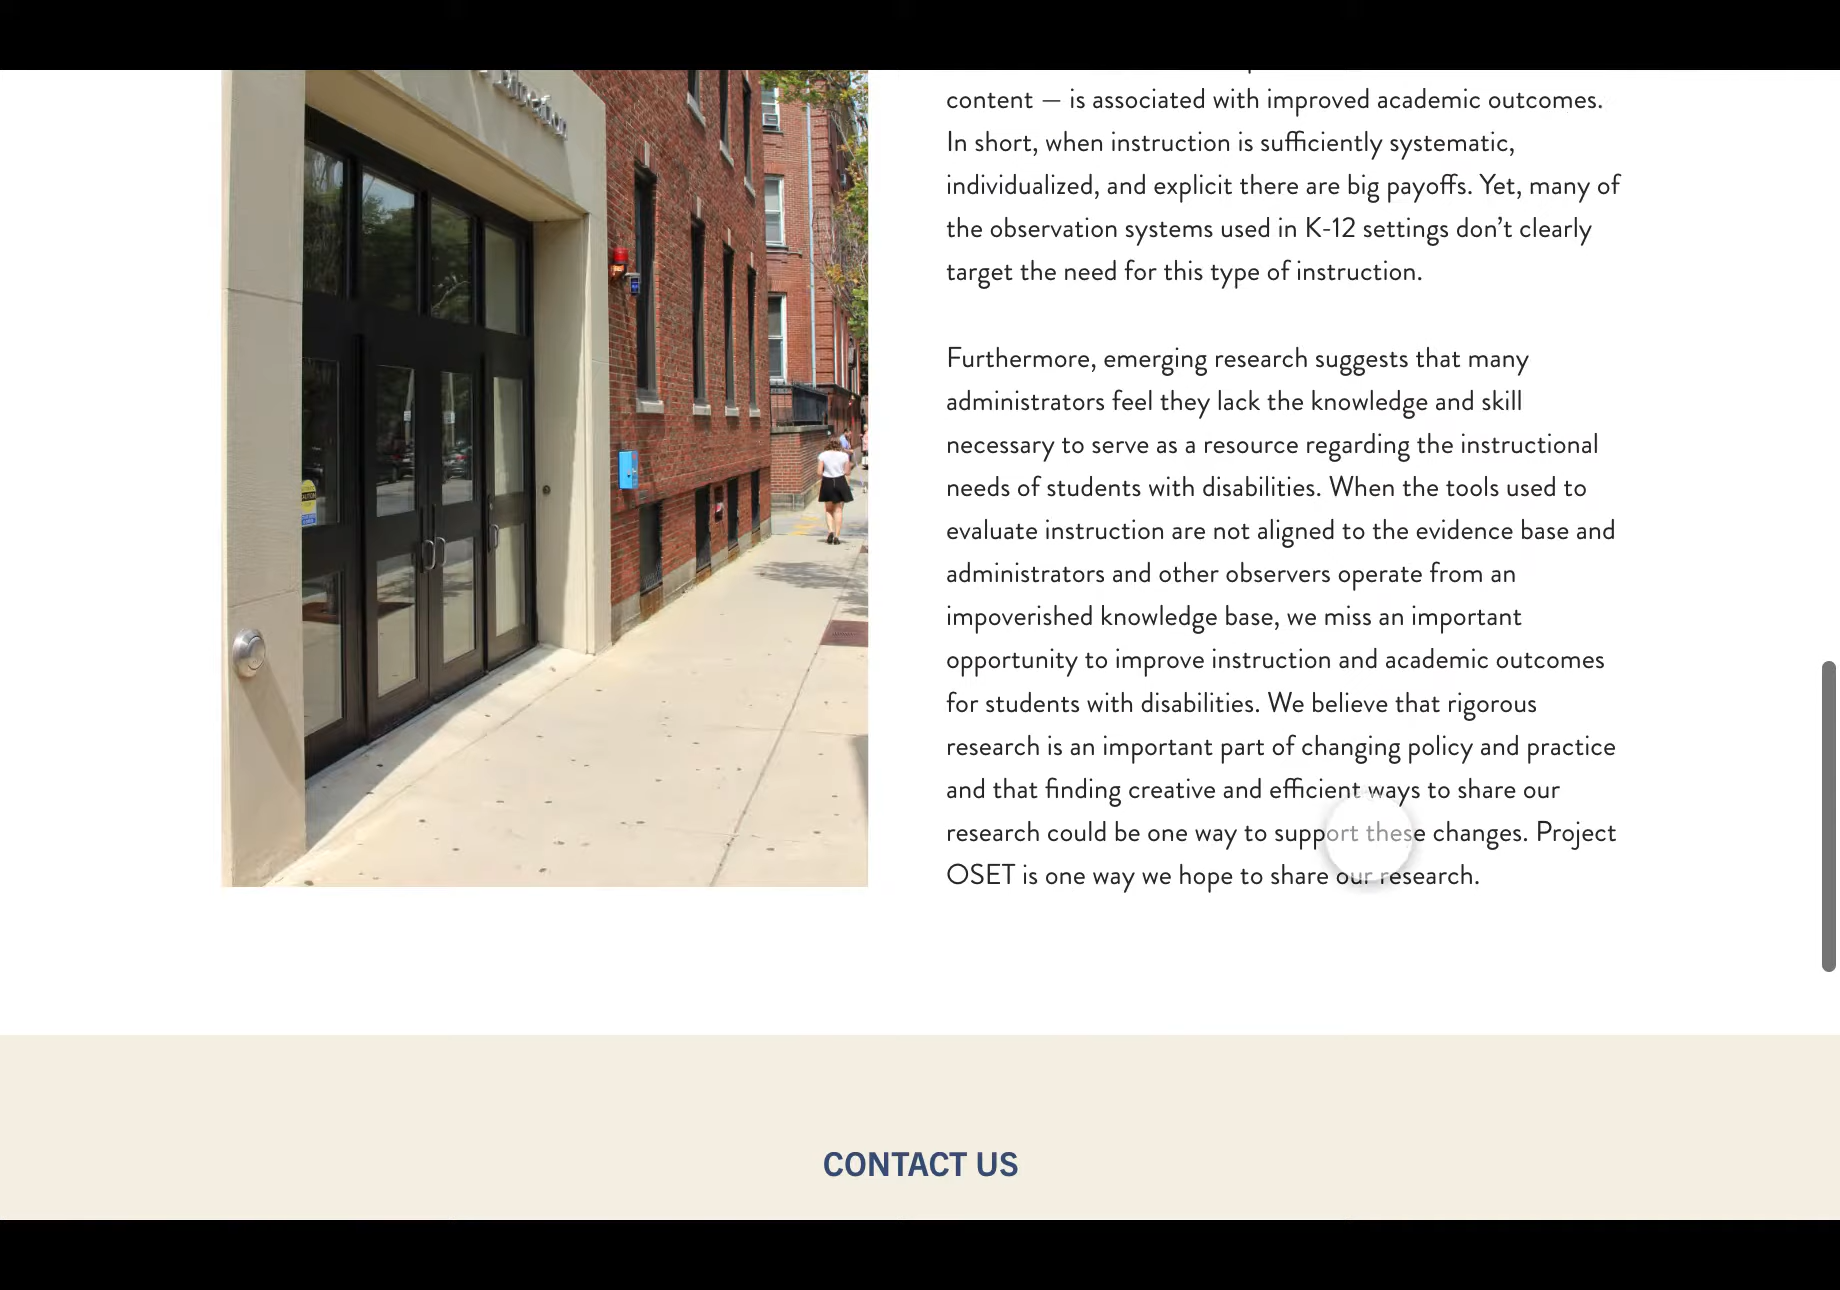 content — is associated with improved academic outcomes.
In short, when instruction is sufficiently systematic,
individualized, and explicit there are big payoffs. Yet, many of
the observation systems used in K-12 settings don’t clearly
target the need for this type of instruction.
Furthermore, emerging research suggests that many
administrators feel they lack the knowledge and skill
necessary to serve as a resource regarding the instructional
needs of students with disabilities. When the tools used to
evaluate instruction are not aligned to the evidence base and
administrators and other observers operate from an
impoverished knowledge base, we miss an important
opportunity to improve instruction and academic outcomes
for students with disabilities. We believe that rigorous
research is an important part of changing policy and practice
and that finding creative and efficient ways to share our
research could be one way to support these changes. Project
OSET is one way we hope to share our research.
CONTACT US